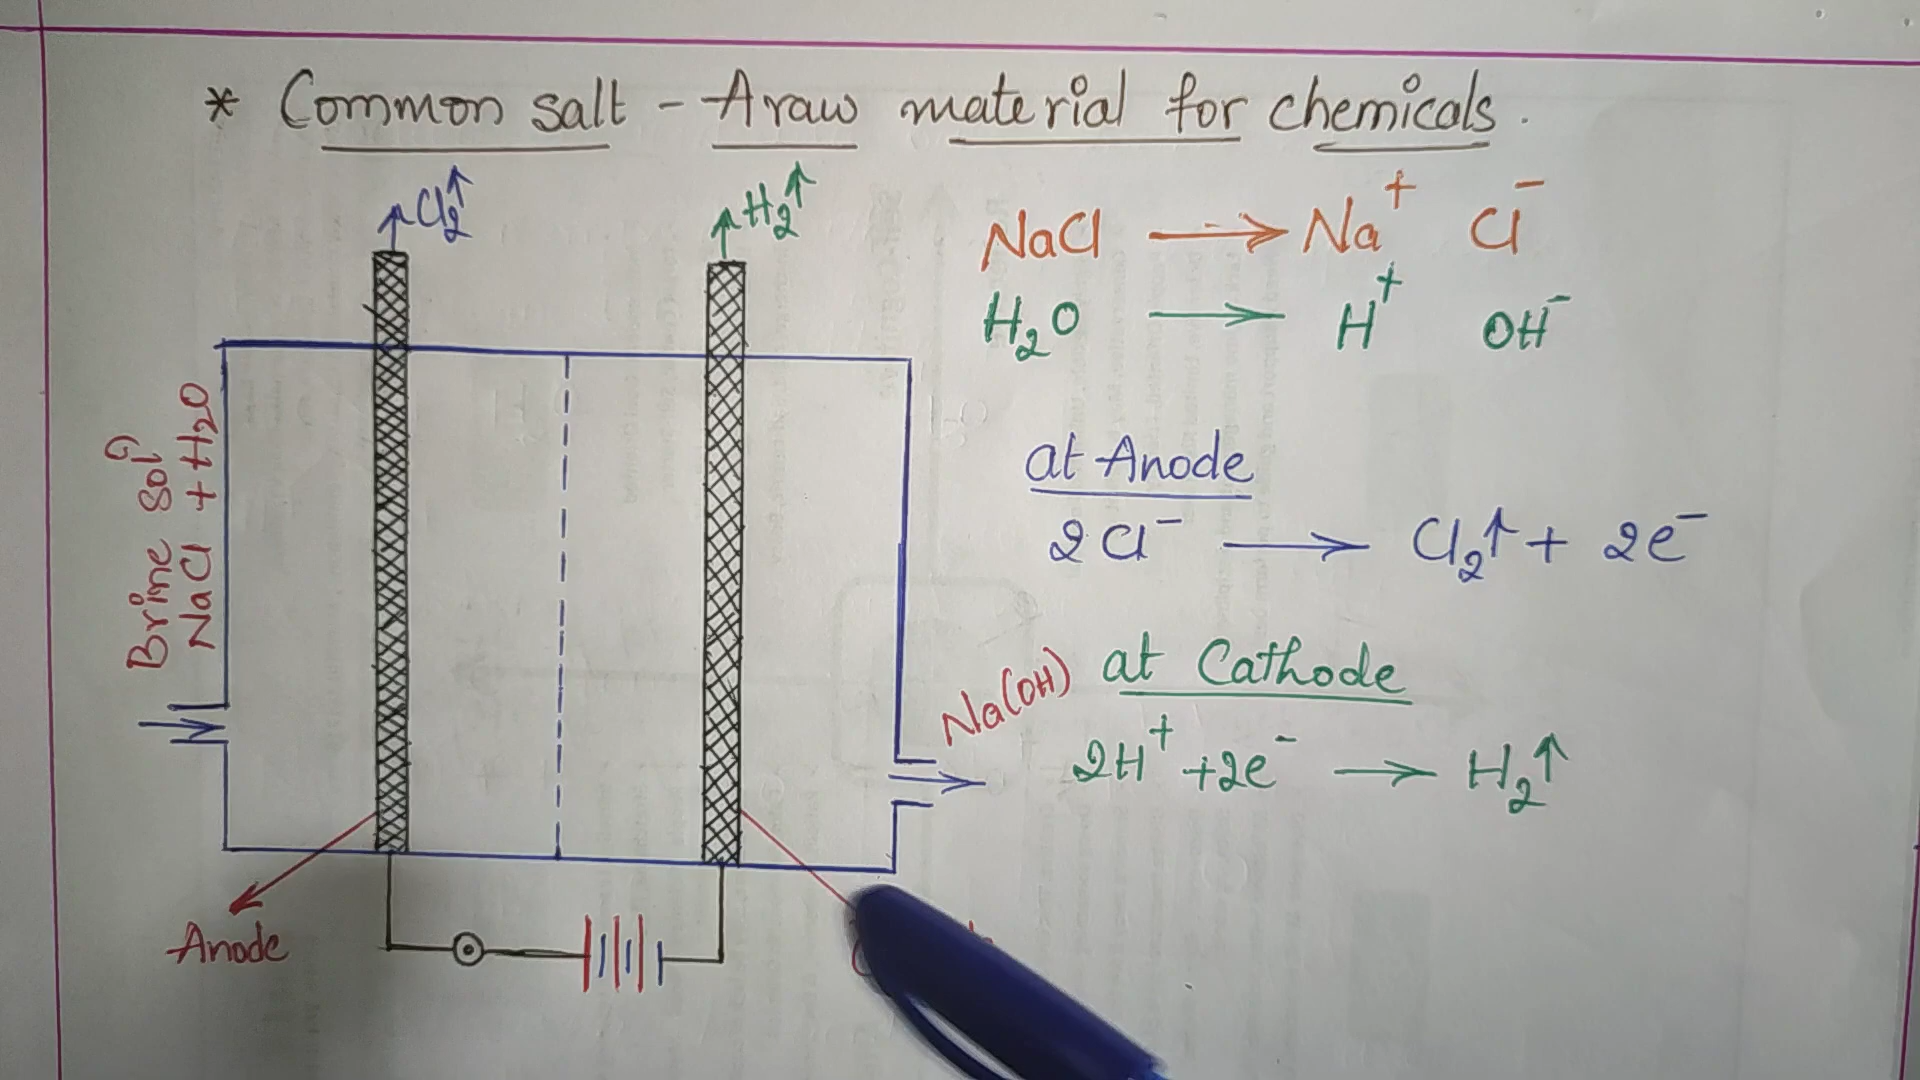 * Common salt - A raw material for chemicals.
Cl₂↑
H₂↑
NaCl → Na⁺ Cl⁻
H₂O → H⁺ OH⁻
Brine Solⁿ
NaCl + H₂O
at Anode
2Cl⁻ → Cl₂↑ + 2e⁻
Na(OH)
at Cathode
2H⁺ + 2e⁻ → H₂↑
Anode